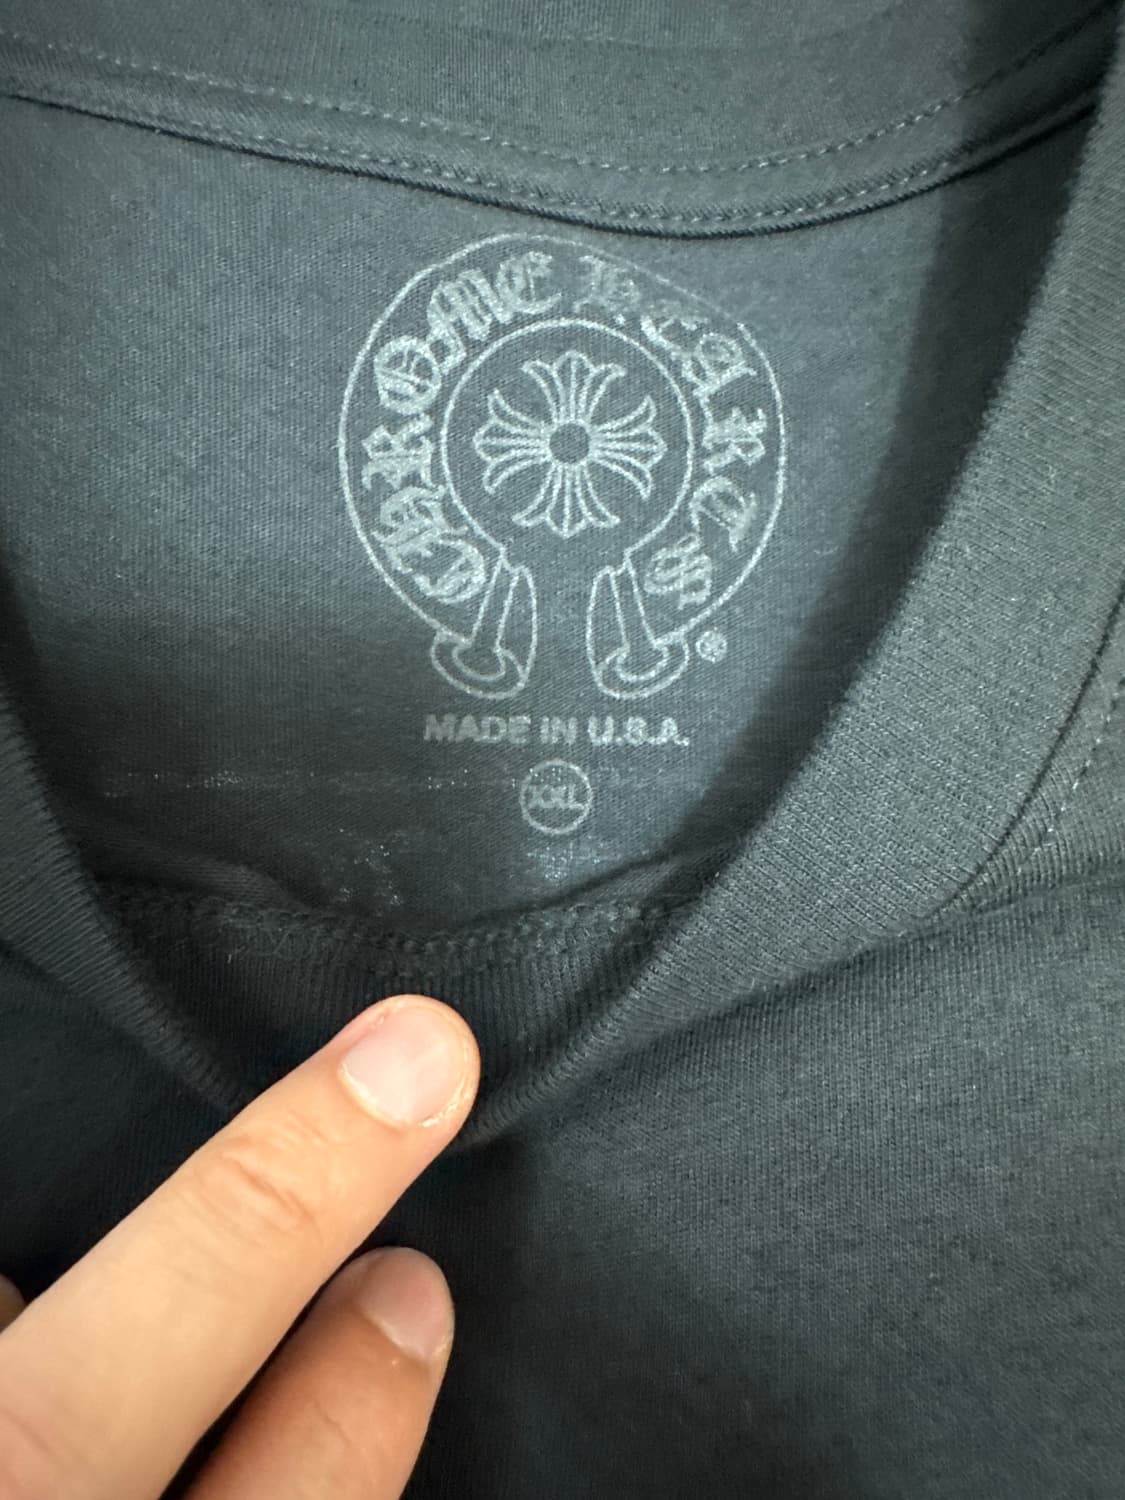 CHROME HEARTS
®
MADE IN U.S.A.
XXL